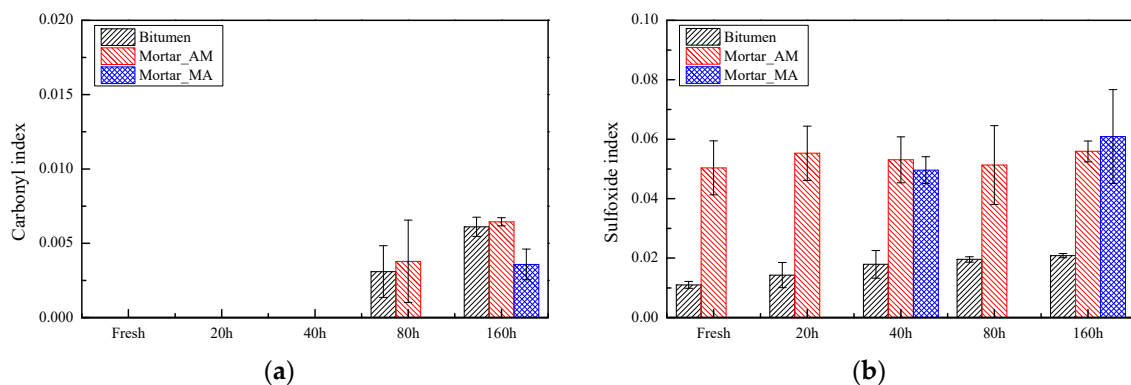 0.020
0.015
0.010
0.005
0.000
Carbonyl index
Bitumen
Mortar_AM
Mortar_MA
Fresh 20h 40h 80h 160h
(a)
0.10
0.08
0.06
0.04
0.02
0.00
Sulfoxide index
Bitumen
Mortar_AM
Mortar_MA
Fresh 20h 40h 80h 160h
(b)